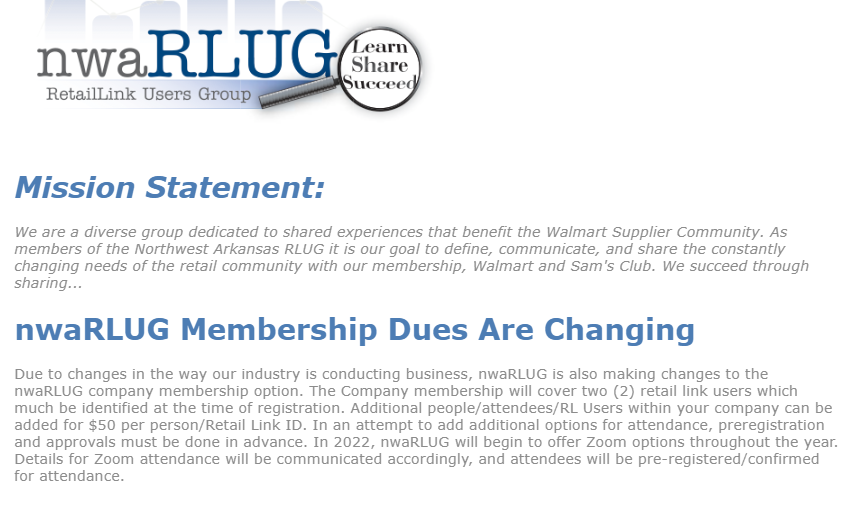 nwaRLUG
RetailLink Users Group
Learn
Share
Succeed
Mission Statement:
We are a diverse group dedicated to shared experiences that benefit the Walmart Supplier Community. As
members of the Northwest Arkansas RLUG it is our goal to define, communicate, and share the constantly
changing needs of the retail community with our membership, Walmart and Sam's Club. We succeed through
sharing...
nwaRLUG Membership Dues Are Changing
Due to changes in the way our industry is conducting business, nwaRLUG is also making changes to the
nwaRLUG company membership option. The Company membership will cover two (2) retail link users which
much be identified at the time of registration. Additional people/attendees/RL Users within your company can be
added for $50 per person/Retail Link ID. In an attempt to add additional options for attendance, preregistration
and approvals must be done in advance. In 2022, nwaRLUG will begin to offer Zoom options throughout the year.
Details for Zoom attendance will be communicated accordingly, and attendees will be pre-registered/confirmed
for attendance.